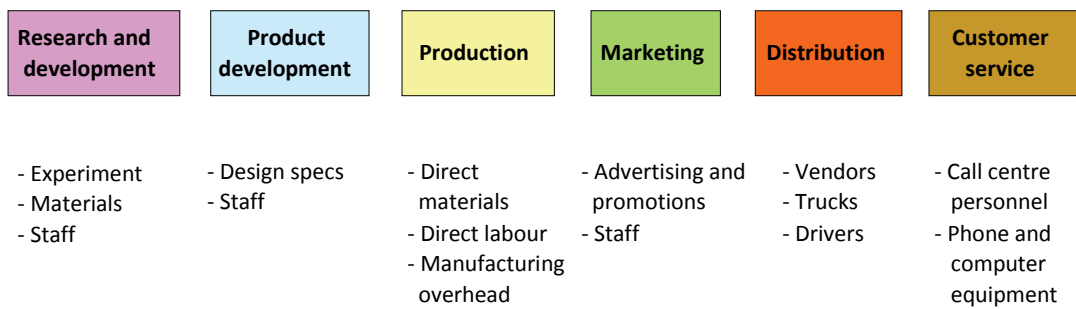 Research and
development
Product
development
Production
Marketing
Distribution
Customer
service
- Experiment
- Materials
- Staff
- Design specs
- Staff
- Direct
materials
- Direct labour
- Manufacturing
overhead
- Advertising and
promotions
- Staff
- Vendors
- Trucks
- Drivers
- Call centre
personnel
- Phone and
computer
equipment